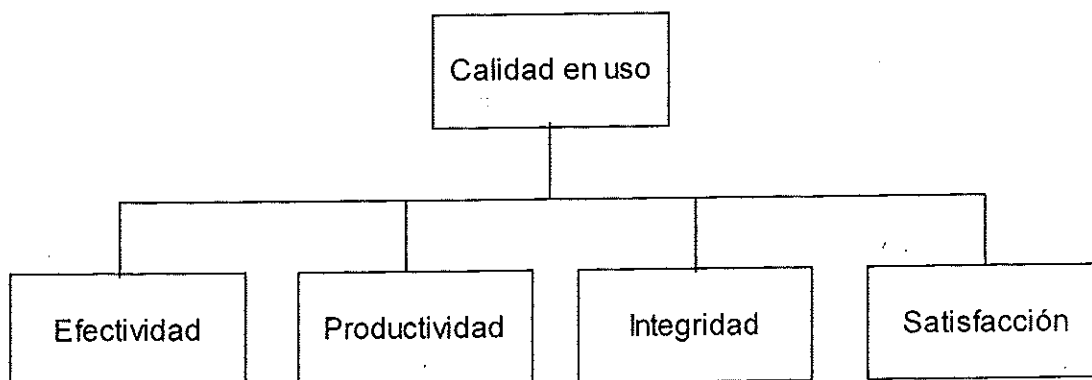 Calidad en uso
Efectividad
Productividad
Integridad
Satisfacción